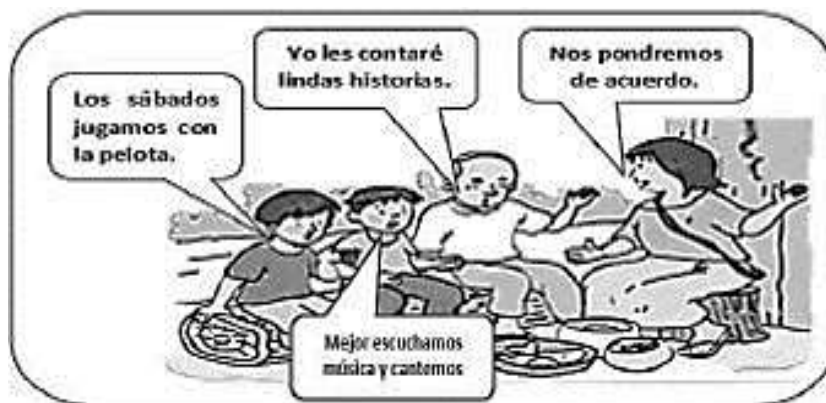 Los sábados
jugamos con
la pelota.
Yo les contaré
lindas historias.
Nos pondremos
de acuerdo.
Mejor escuchamos
música y cantemos